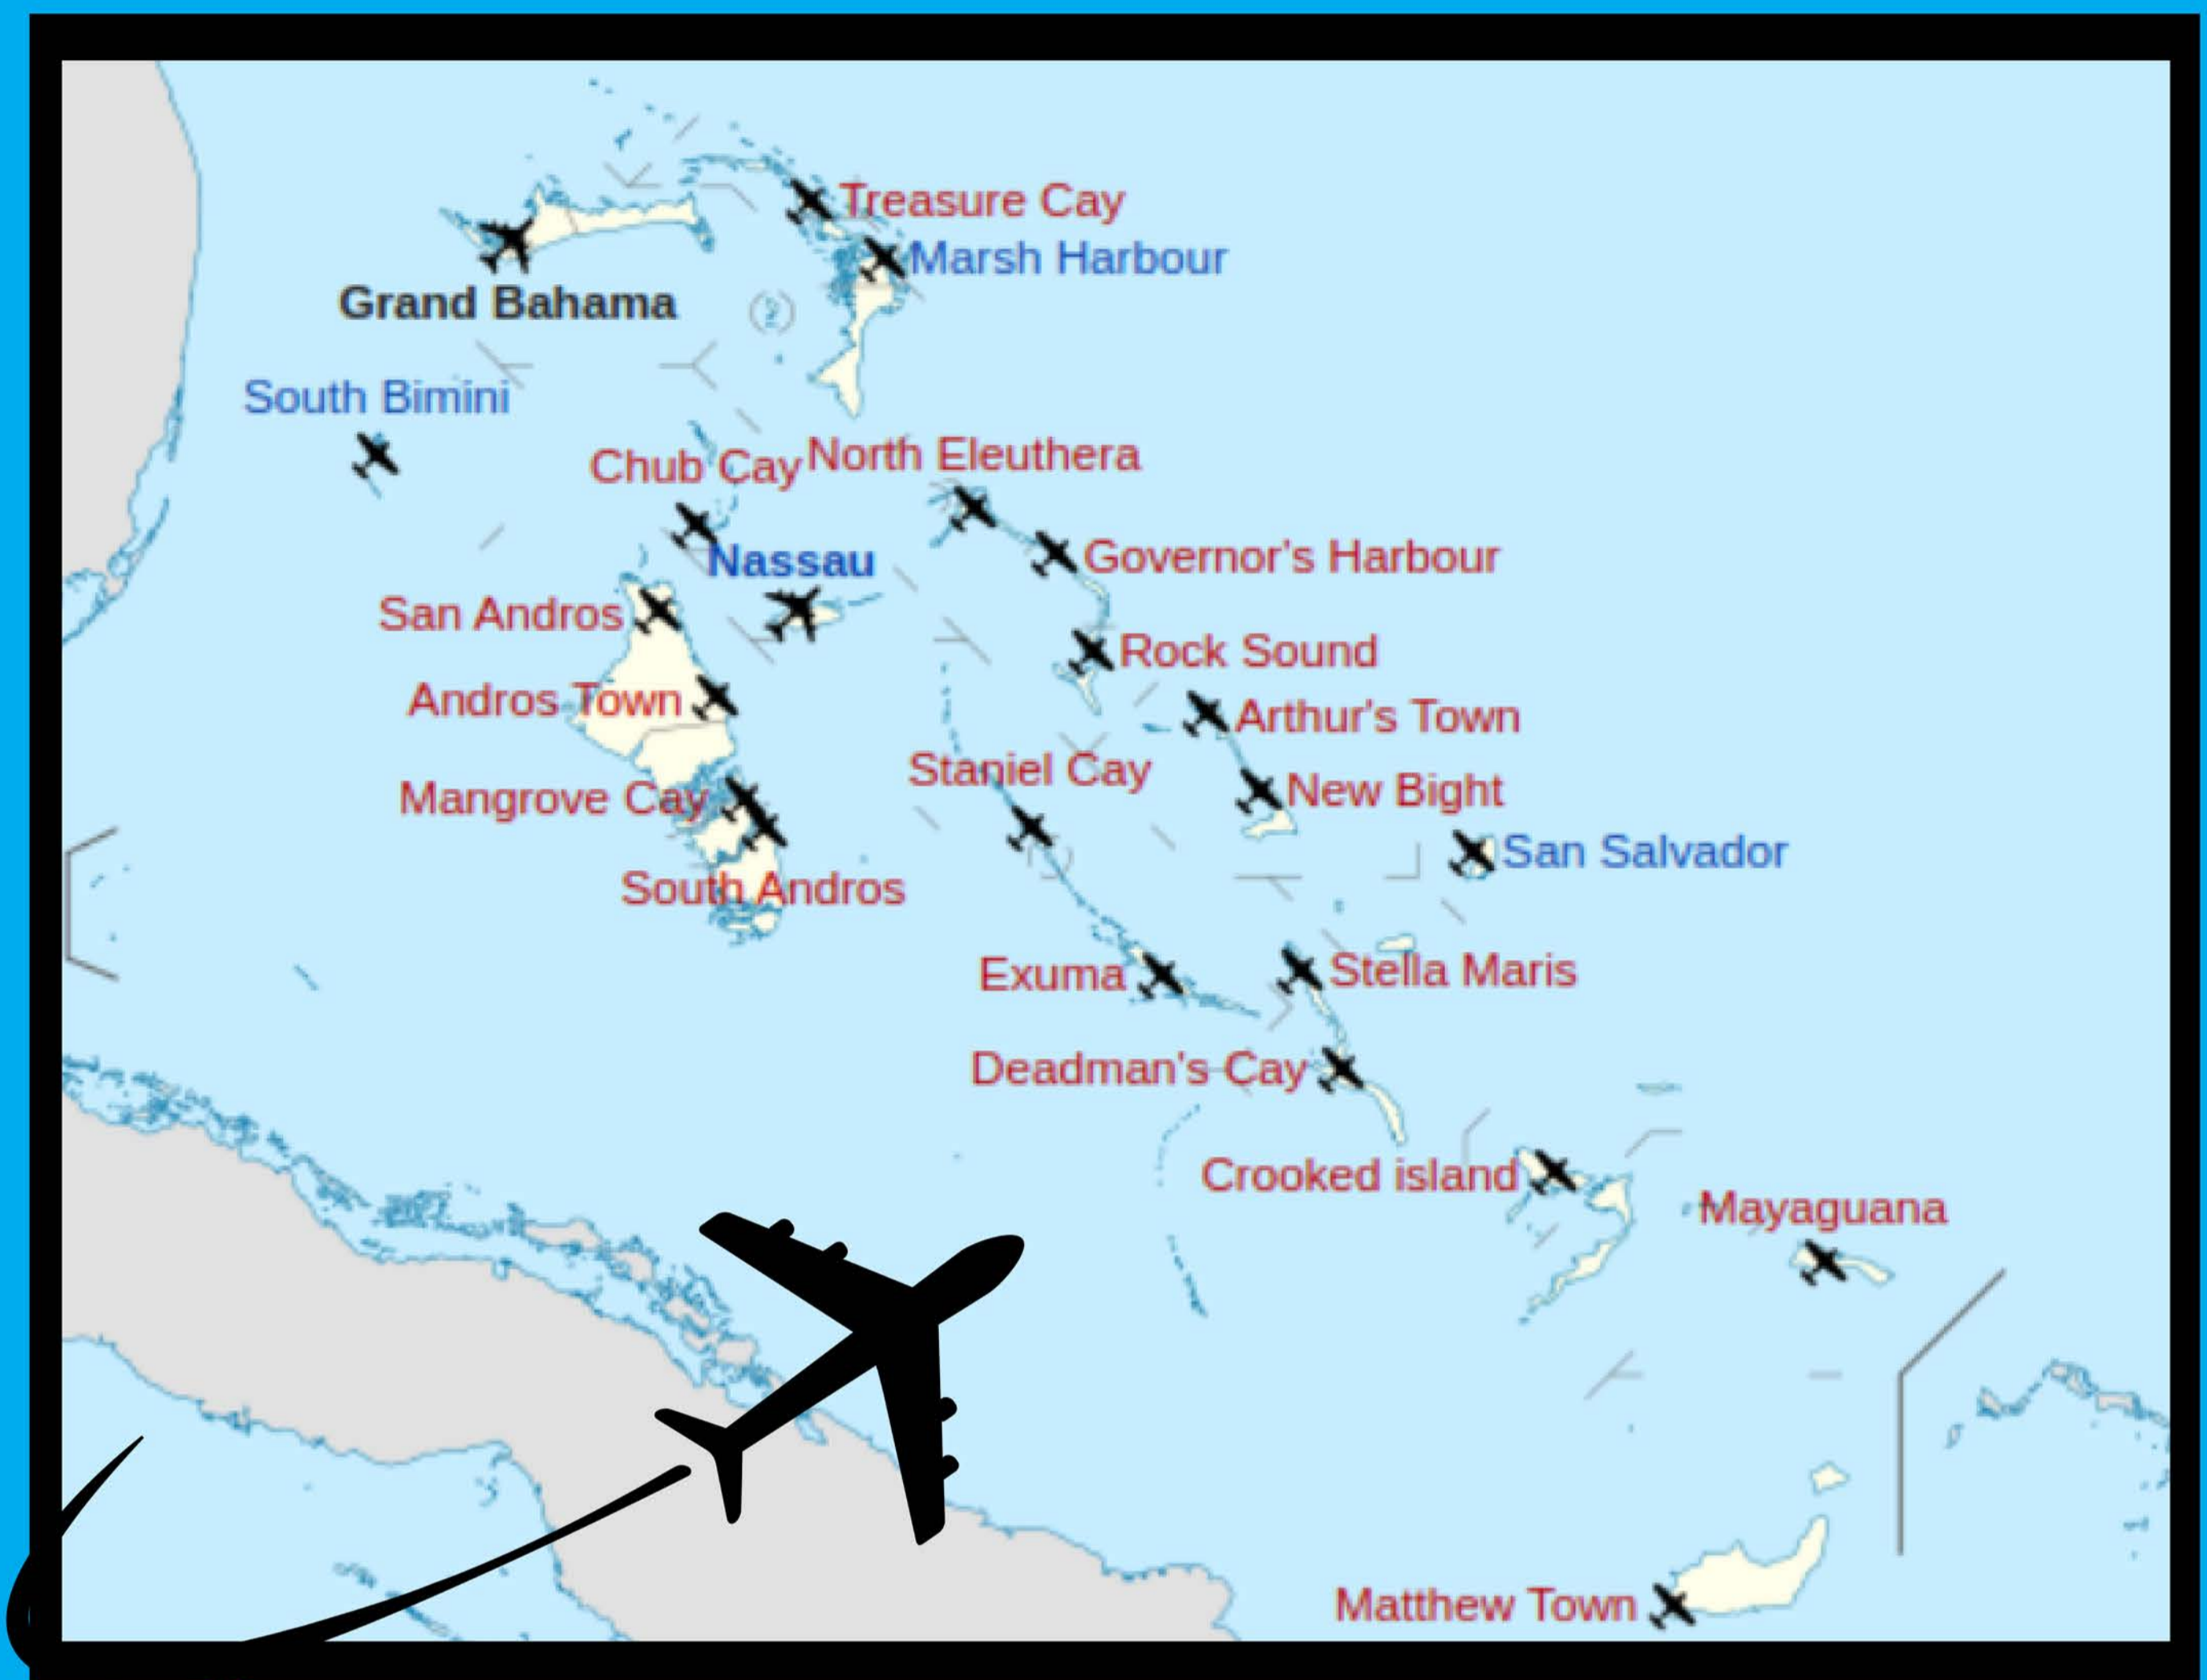 Treasure Cay
Marsh Harbour
Grand Bahama
South Bimini
Chub Cay
North Eleuthera
Nassau
Governor's Harbour
San Andros
Rock Sound
Andros Town
Arthur's Town
Staniel Cay
New Bight
Mangrove Cay
San Salvador
South Andros
Exuma
Stella Maris
Deadman's Cay
Crooked island
Mayaguana
Matthew Town